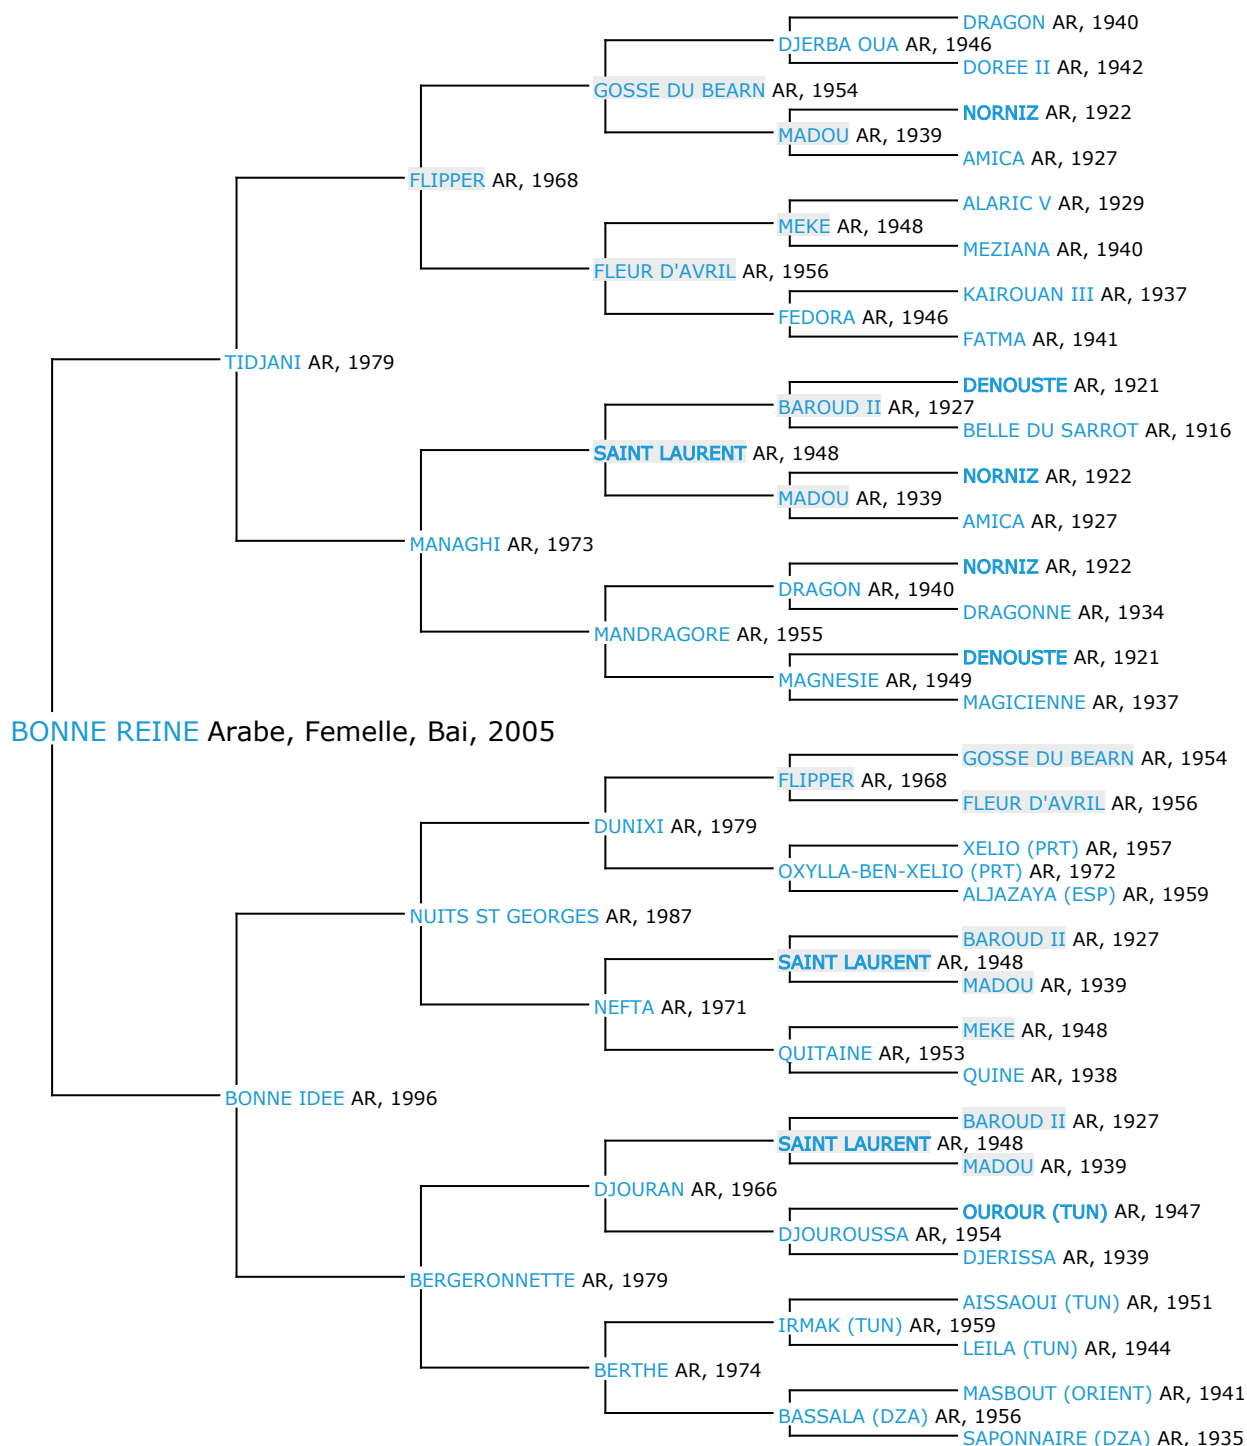 DRAGON AR, 1940
DJERBA OUA AR, 1946
DOREE II AR, 1942
GOSSE DU BEARN AR, 1954
NORNIZ AR, 1922
MADOU AR, 1939
AMICA AR, 1927
FLIPPER AR, 1968
ALARIC V AR, 1929
MEKE AR, 1948
MEZIANA AR, 1940
FLEUR D'AVRIL AR, 1956
KAIROUAN III AR, 1937
FEDORA AR, 1946
FATMA AR, 1941
TIDJANI AR, 1979
DENOUSTE AR, 1921
BAROUD II AR, 1927
BELLE DU SARROT AR, 1916
SAINT LAURENT AR, 1948
NORNIZ AR, 1922
MADOU AR, 1939
AMICA AR, 1927
MANAGHI AR, 1973
NORNIZ AR, 1922
DRAGON AR, 1940
DRAGONNE AR, 1934
MANDRAGORE AR, 1955
DENOUSTE AR, 1921
MAGNESIE AR, 1949
MAGICIENNE AR, 1937
BONNE REINE Arabe, Femelle, Bai, 2005
GOSSE DU BEARN AR, 1954
FLIPPER AR, 1968
FLEUR D'AVRIL AR, 1956
DUNIXI AR, 1979
XELIO (PRT) AR, 1957
OXYLLA-BEN-XELIO (PRT) AR, 1972
ALJAZAYA (ESP) AR, 1959
NUITS ST GEORGES AR, 1987
BAROUD II AR, 1927
SAINT LAURENT AR, 1948
MADOU AR, 1939
NEFTA AR, 1971
MEKE AR, 1948
QUITAINE AR, 1953
QUINE AR, 1938
BONNE IDEE AR, 1996
BAROUD II AR, 1927
SAINT LAURENT AR, 1948
MADOU AR, 1939
DJOURAN AR, 1966
OUROUR (TUN) AR, 1947
DJOUROUSSA AR, 1954
DJERISSA AR, 1939
BERGERONNETTE AR, 1979
AISSAOUI (TUN) AR, 1951
IRMAK (TUN) AR, 1959
LEILA (TUN) AR, 1944
BERTHE AR, 1974
MASBOUT (ORIENT) AR, 1941
BASSALA (DZA) AR, 1956
SAPONNAIRE (DZA) AR, 1935